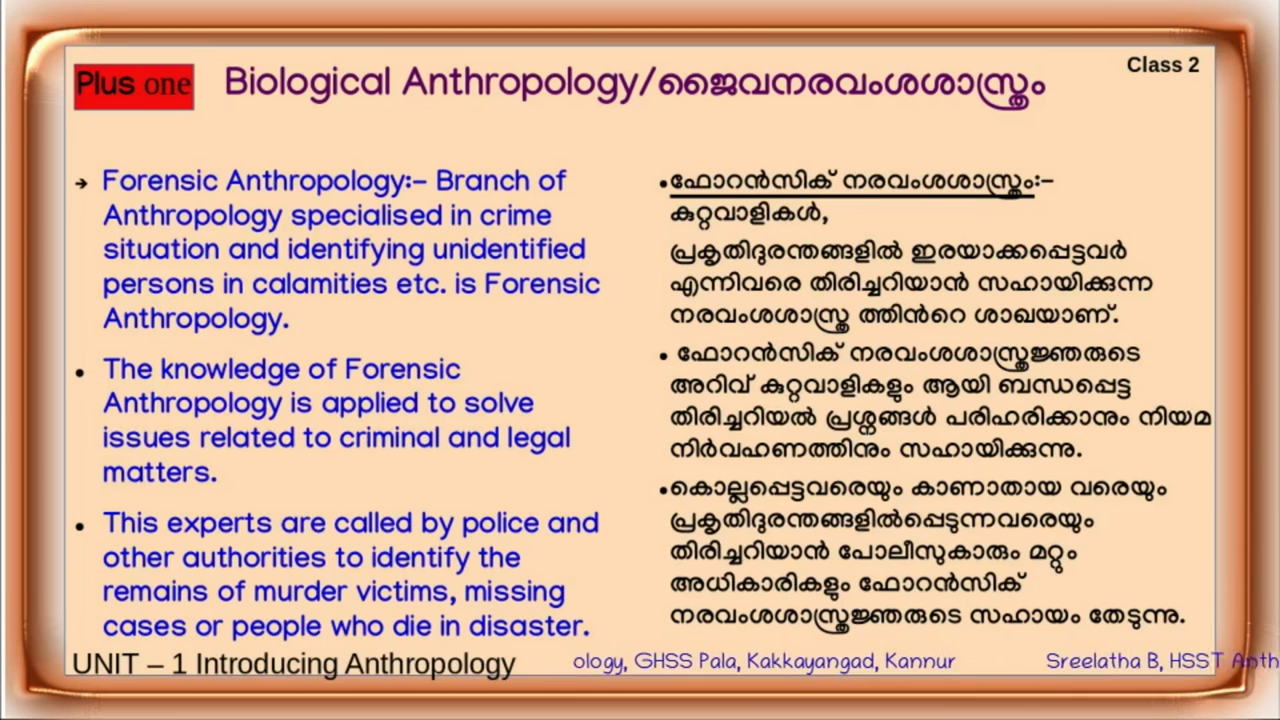 Class 2
Plus one
Biological Anthropology/ജൈവനരവംശശാസ്ത്രം
➔ Forensic Anthropology:– Branch of
Anthropology specialised in crime
situation and identifying unidentified
persons in calamities etc. is Forensic
Anthropology.
• The knowledge of Forensic
Anthropology is applied to solve
issues related to criminal and legal
matters.
• This experts are called by police and
other authorities to identify the
remains of murder victims, missing
cases or people who die in disaster.
•ഫോറൻസിക് നരവംശശാസ്ത്രം:–
കുറ്റവാളികൾ,
പ്രകൃതിദുരന്തങ്ങളിൽ ഇരയാക്കപ്പെട്ടവർ
എന്നിവരെ തിരിച്ചറിയാൻ സഹായിക്കുന്ന
നരവംശശാസ്ത്ര ത്തിൻറെ ശാഖയാണ്.
• ഫോറൻസിക് നരവംശശാസ്ത്രജ്ഞരുടെ
അറിവ് കുറ്റവാളികളും ആയി ബന്ധപ്പെട്ട
തിരിച്ചറിയൽ പ്രശ്നങ്ങൾ പരിഹരിക്കാനും നിയമ
നിർവഹണത്തിനും സഹായിക്കുന്നു.
•കൊല്ലപ്പെട്ടവരെയും കാണാതായ വരെയും
പ്രകൃതിദുരന്തങ്ങളിൽപ്പെടുന്നവരെയും
തിരിച്ചറിയാൻ പോലീസുകാരും മറ്റും
അധികാരികളും ഫോറൻസിക്
നരവംശശാസ്ത്രജ്ഞരുടെ സഹായം തേടുന്നു.
UNIT – 1 Introducing Anthropology
ology, GHSS Pala, Kakkayangad, Kannur
Sreelatha B, HSST Anth